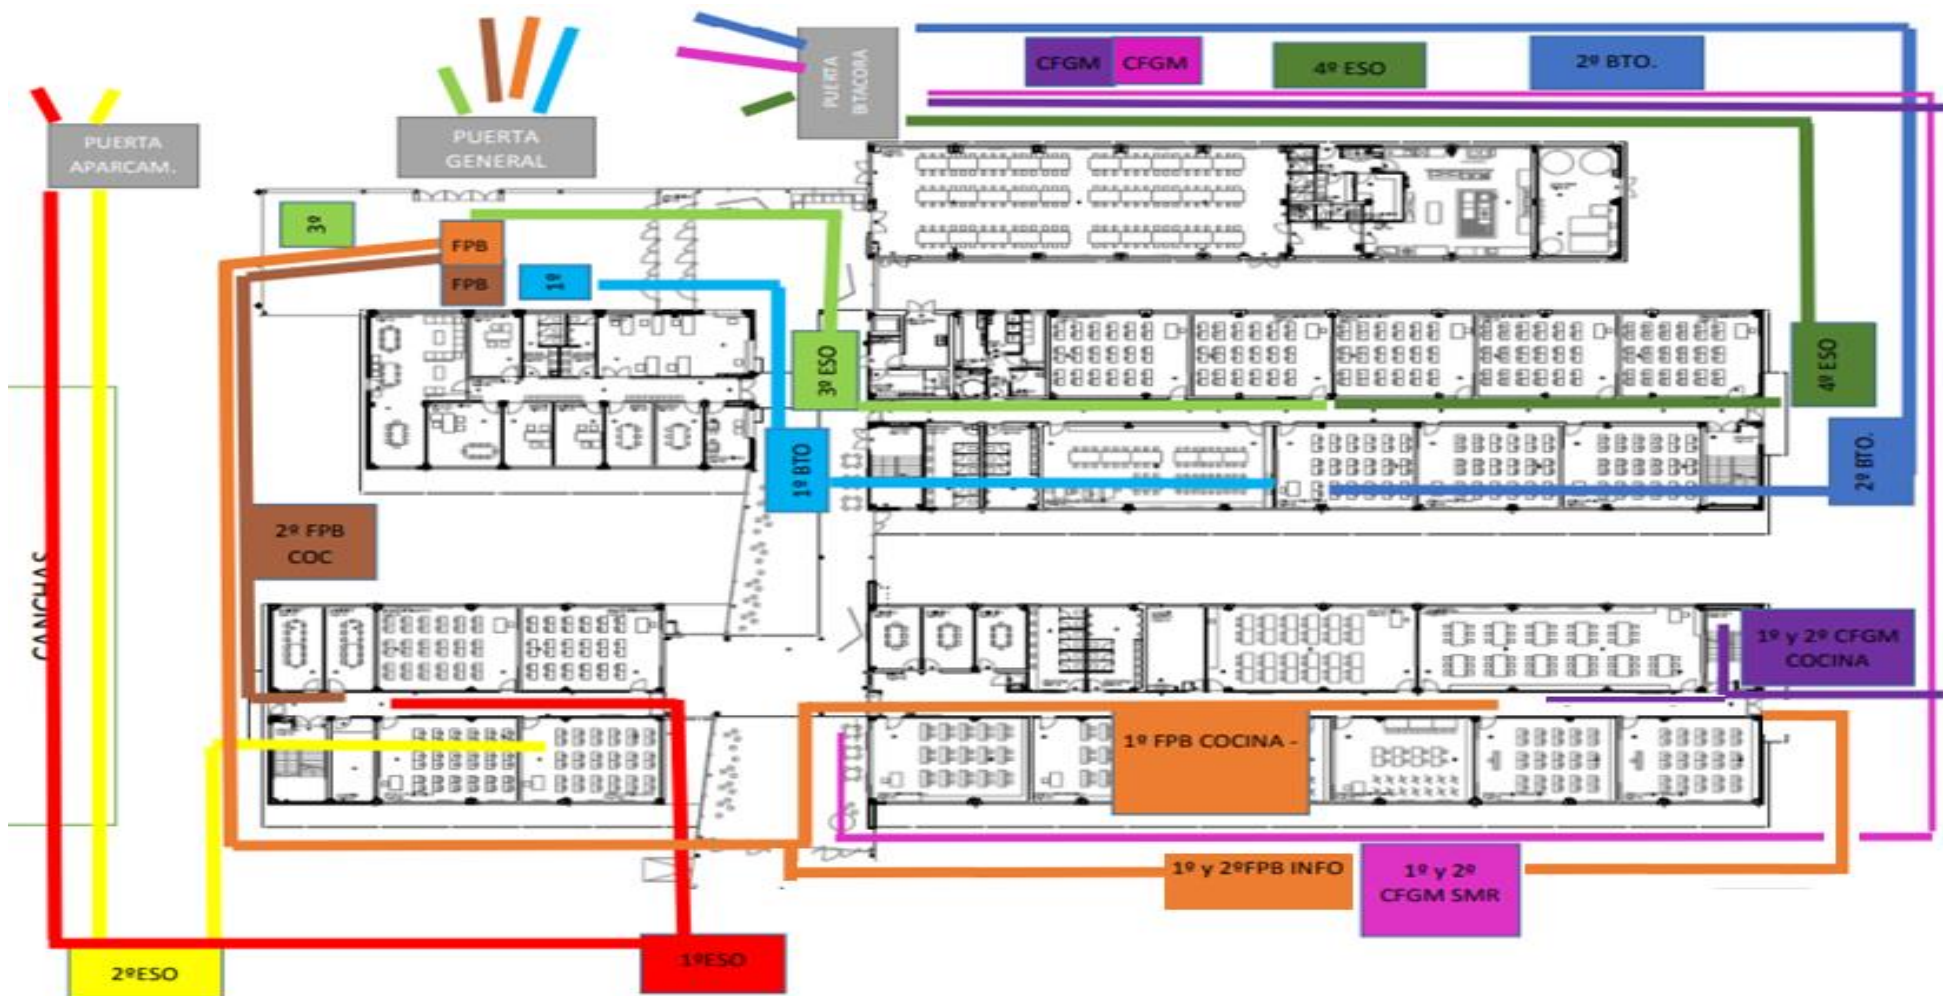 PUERTA
APARCAM.
PUERTA
GENERAL
PUERTA
BITACORA
CFGM
CFGM
4º ESO
2º BTO.
3º
FPB
FPB
1º
3º ESO
4º ESO
1º BTO
2º BTO.
2º FPB
COC
CANCHAS
1º y 2º CFGM
COCINA
1º FPB COCINA -
1º y 2ºFPB INFO
1º y 2º
CFGM SMR
2ºESO
1ºESO